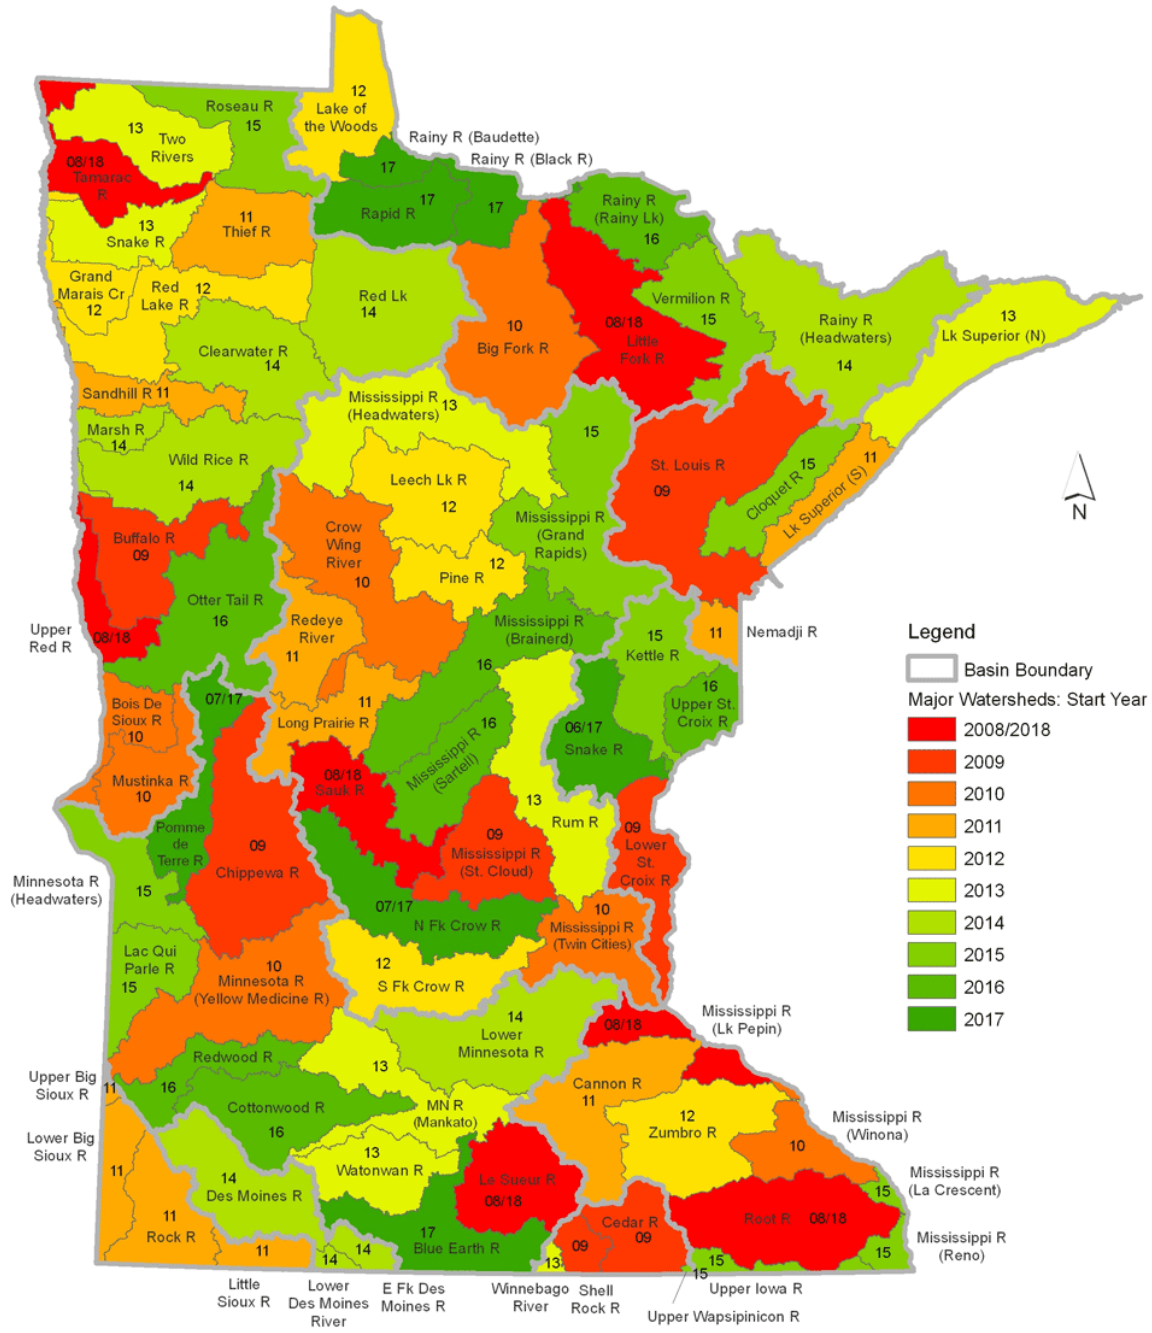 12
Lake of
the Woods
Roseau R
15
13
Two
Rivers
Rainy R (Baudette)
Rainy R (Black R)
08/18
Tamarac
R
17
Rapid R
17
17
Rainy R
(Rainy Lk)
16
13
Snake R
11
Thief R
Grand
Marais Cr
12
Red
Lake R
12
Red Lk
14
Vermilion R
15
13
Lk Superior (N)
10
Big Fork R
08/18
Little
Fork R
Rainy R
(Headwaters)
14
Clearwater R
14
Sandhill R
11
Mississippi R
(Headwaters)
13
Marsh R
14
15
Wild Rice R
14
St. Louis R
09
15
Cloquet R
11
Lk Superior (S)
N
Leech Lk R
12
Mississippi R
(Grand
Rapids)
Buffalo R
09
Crow
Wing
River
10
12
Pine R
Otter Tail R
16
Upper
Red R
08/18
Redeye
River
11
Mississippi R
(Brainerd)
16
15
Kettle R
11
Nemadji R
Legend
Basin Boundary
Major Watersheds: Start Year
2008/2018
2009
2010
2011
2012
2013
2014
2015
2016
2017
Bois De
Sioux R
10
07/17
11
Long Prairie R
16
Mississippi R
(Sartell)
16
Upper St.
Croix R
06/17
Snake R
Mustinka R
10
08/18
Sauk R
13
Rum R
Pomme
de
Terre R
09
Chippewa R
09
Mississippi R
(St. Cloud)
09
Lower
St.
Croix R
Minnesota R
(Headwaters)
15
07/17
N Fk Crow R
10
Mississippi R
(Twin Cities)
Lac Qui
Parle R
15
10
Minnesota R
(Yellow Medicine R)
12
S Fk Crow R
14
Lower
Minnesota R
08/18
Mississippi R
(Lk Pepin)
Redwood R
16
13
Upper Big
Sioux R
11
Cottonwood R
16
MN R
(Mankato)
Cannon R
11
12
Zumbro R
Mississippi R
(Winona)
10
Lower Big
Sioux R
11
13
Watonwan R
14
Des Moines R
Le Sueur R
08/18
Mississippi R
(La Crescent)
15
11
Rock R
17
Blue Earth R
Cedar R
09
09
Root R
08/18
Mississippi R
(Reno)
15
11
14
14
13
15
15
Little
Sioux R
Lower
Des Moines
River
E Fk Des
Moines R
Winnebago
River
Shell
Rock R
Upper Iowa R
Upper Wapsipinicon R